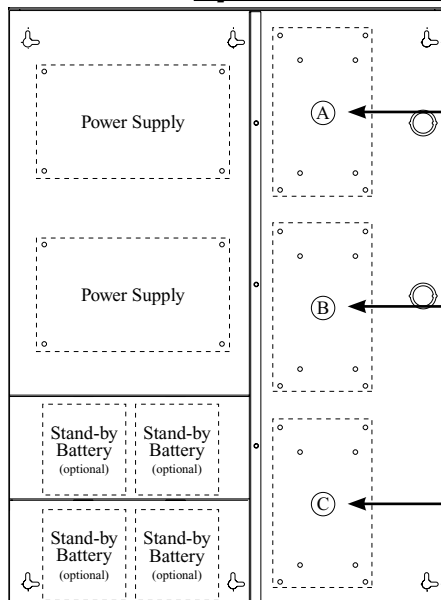 Power Supply
A
Power Supply
B
Stand-by
Battery
(optional)
Stand-by
Battery
(optional)
C
Stand-by
Battery
(optional)
Stand-by
Battery
(optional)